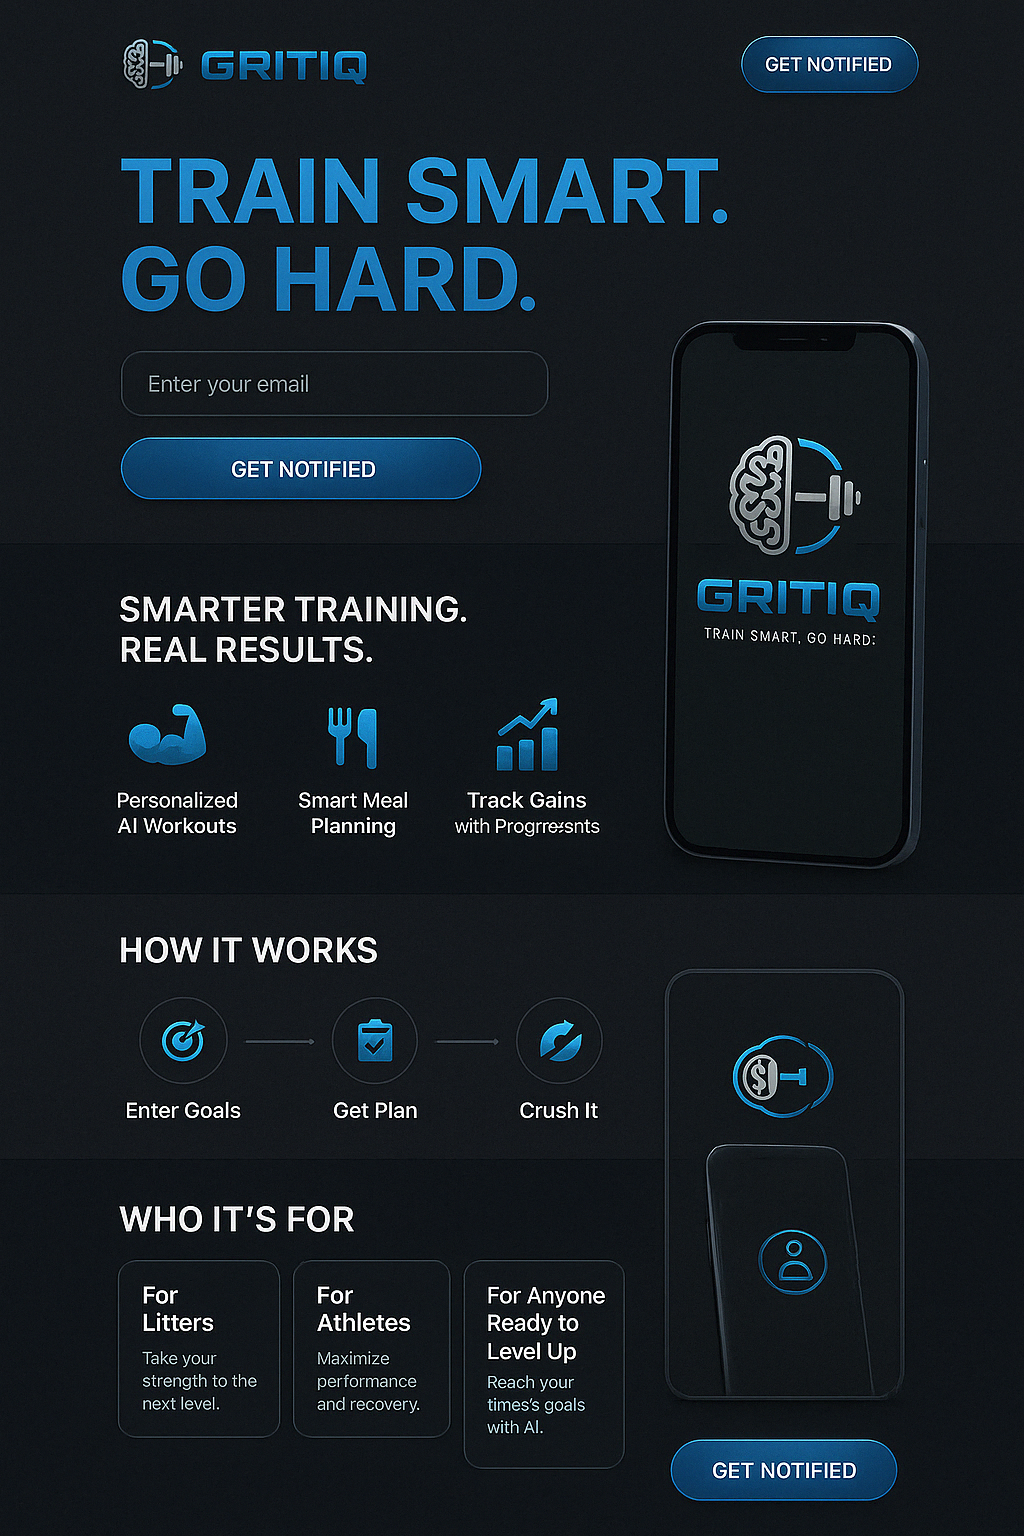 GRITIQ
GET NOTIFIED
TRAIN SMART.
GO HARD.
Enter your email
GET NOTIFIED
GRITIQ
TRAIN SMART, GO HARD:
SMARTER TRAINING.
REAL RESULTS.
Personalized
AI Workouts
Smart Meal
Planning
Track Gains
with
HOW IT WORKS
Enter Goals
Get Plan
Crush It
$
WHO IT'S FOR
For
Litters
Take your
strength to the
next level.
For
Athletes
Maximize
performance
and recovery.
For Anyone
Ready to
Level Up
Reach your
times's goals
with AI.
GET NOTIFIED